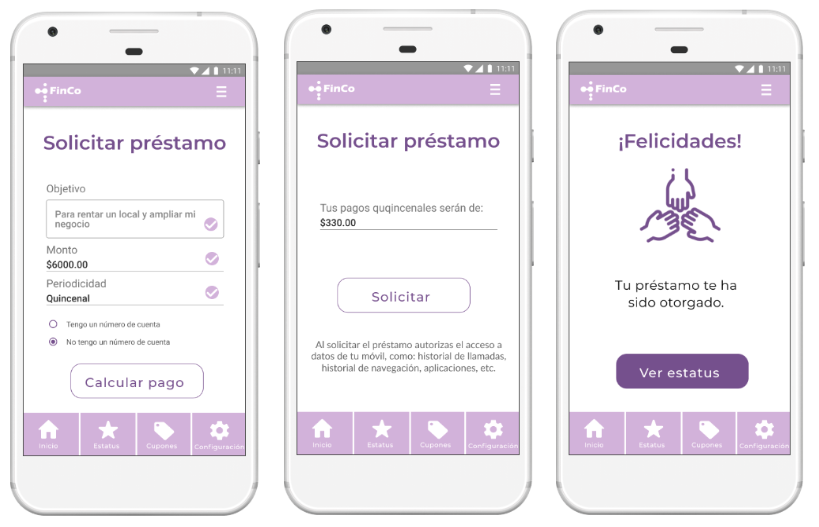 11:11
FinCo
Solicitar préstamo
Objetivo
Para rentar un local y ampliar mi
negocio
Monto
$6000.00
Periodicidad
Quincenal
Tengo un número de cuenta
No tengo un número de cuenta
Calcular pago
Inicio Estatus Cupones Configuración
11:11
FinCo
Solicitar préstamo
Tus pagos quqincenales serán de:
$330.00
Solicitar
Al solicitar el préstamo autorizas el acceso a
datos de tu móvil, como: historial de llamadas,
historial de navegación, aplicaciones, etc.
Inicio Estatus Cupones Configuración
11:11
FinCo
¡Felicidades!
Tu préstamo te ha
sido otorgado.
Ver estatus
Inicio Estatus Cupones Configuración